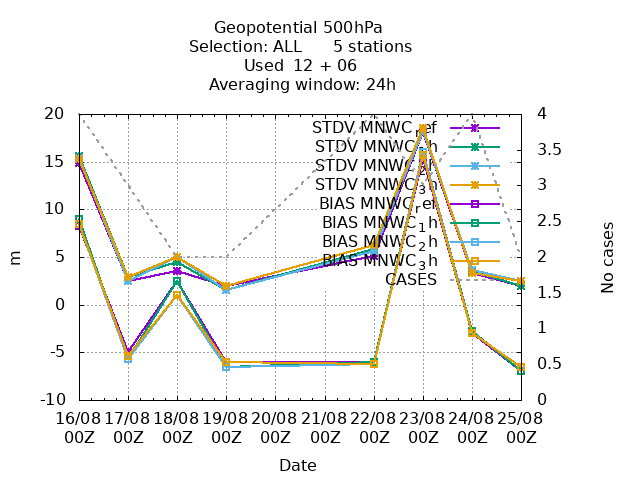 Geopotential 500hPa
Selection: ALL 5 stations
Used 12 + 06
Averaging window: 24h
20
15
10
5
0
-5
-10
m
4
3.5
3
2.5
2
1.5
1
0.5
0
No cases
STDV MNWC_ref
STDV MNWC_1h
STDV MNWC_2h
STDV MNWC_3h
BIAS MNWC_ref
BIAS MNWC_1h
BIAS MNWC_2h
BIAS MNWC_3h
CASES
16/08 17/08 18/08 19/08 20/08 21/08 22/08 23/08 24/08 25/08
00Z 00Z 00Z 00Z 00Z 00Z 00Z 00Z 00Z 00Z
Date